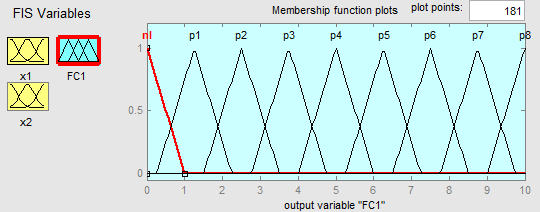 FIS Variables
Membership function plots plot points: 181
x1 FC1
x2
nl p1 p2 p3 p4 p5 p6 p7 p8
1
0.5
0
0 1 2 3 4 5 6 7 8 9 10
output variable "FC1"